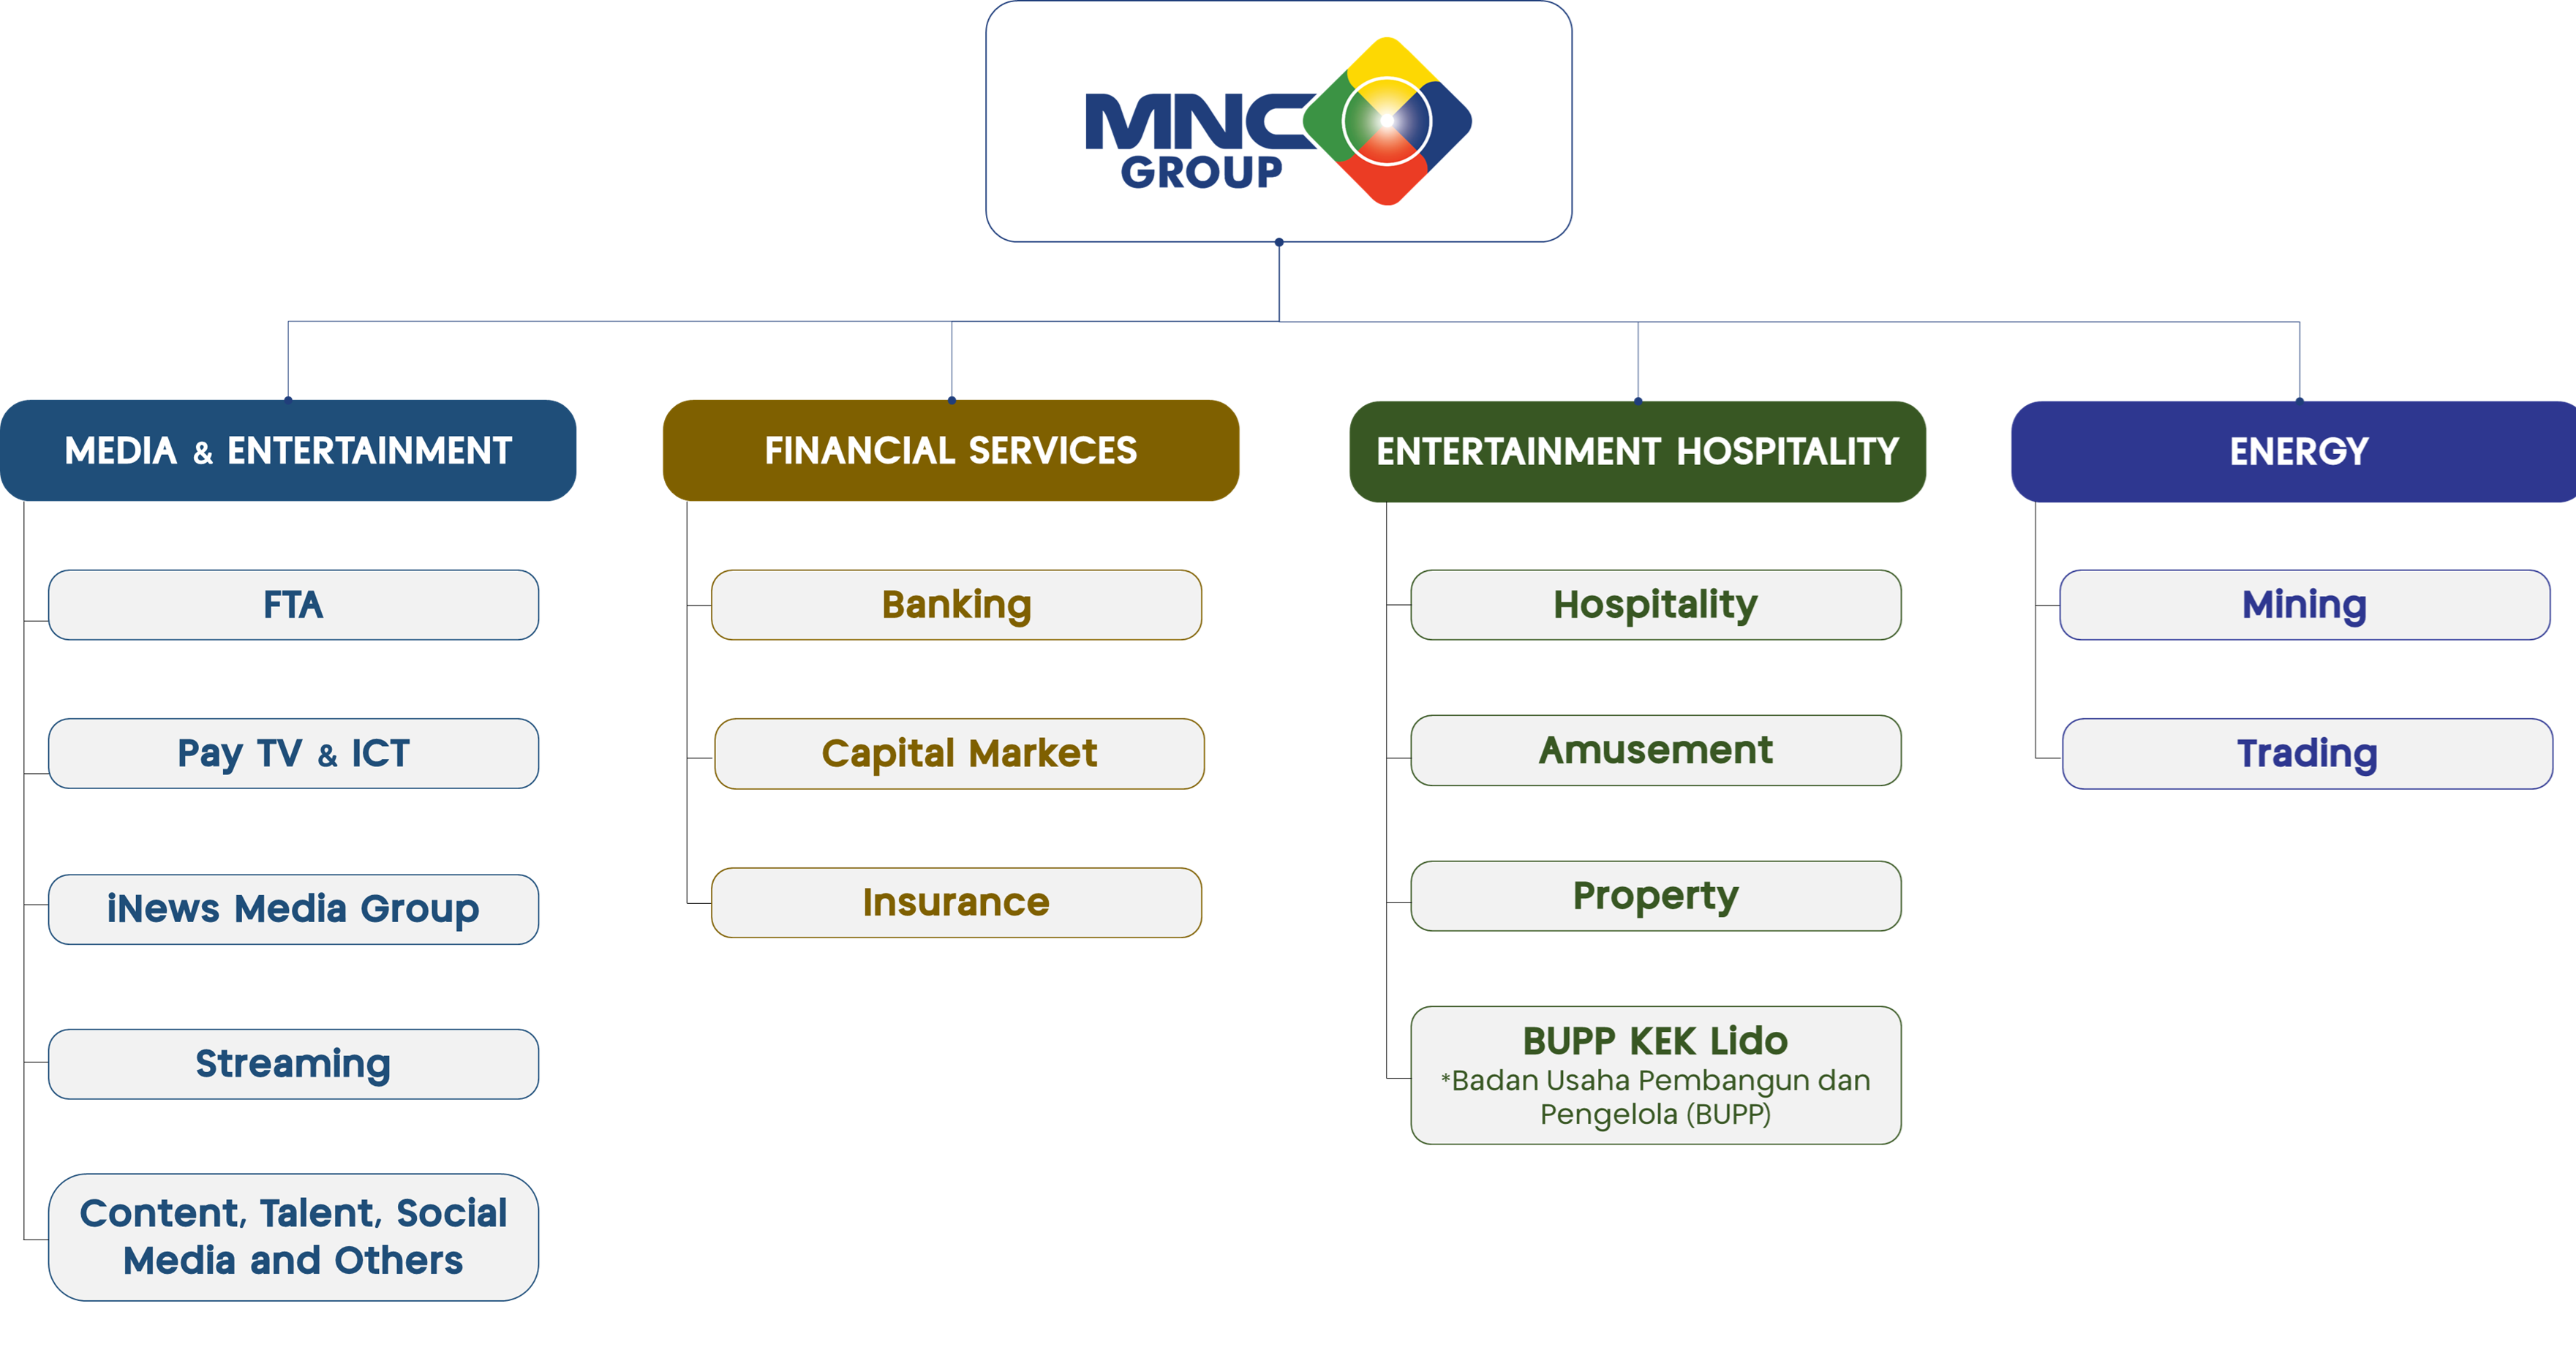 MNC
GROUP
MEDIA & ENTERTAINMENT
FTA
Pay TV & ICT
iNews Media Group
Streaming
Content, Talent, Social
Media and Others
FINANCIAL SERVICES
Banking
Capital Market
Insurance
ENTERTAINMENT HOSPITALITY
Hospitality
Amusement
Property
BUPP KEK Lido
*Badan Usaha Pembangun dan
Pengelola (BUPP)
ENERGY
Mining
Trading